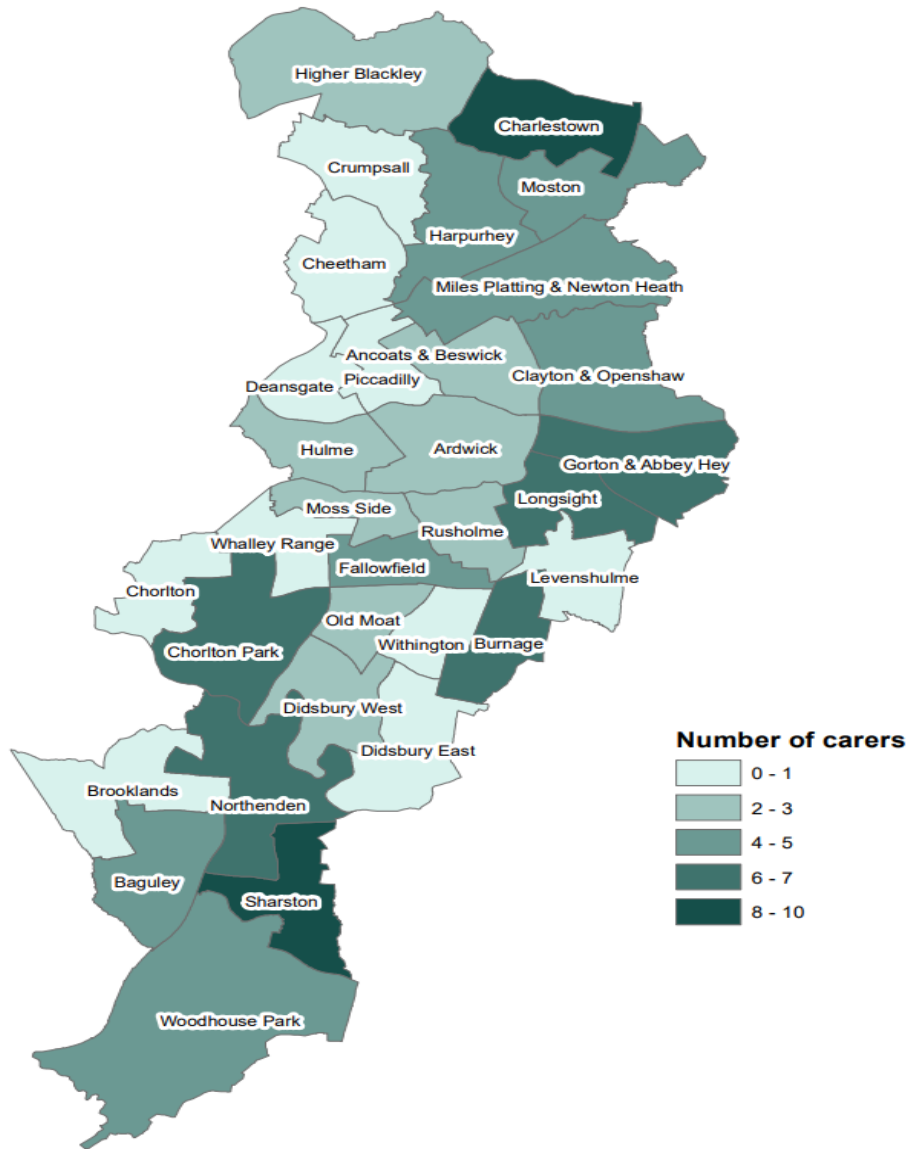 Higher Blackley
Charlestown
Crumpsall
Moston
Harpurhey
Cheetham
Miles Platting & Newton Heath
Ancoats & Beswick
Clayton & Openshaw
Deansgate
Piccadilly
Hulme
Ardwick
Gorton & Abbey Hey
Longsight
Moss Side
Rusholme
Whalley Range
Fallowfield
Levenshulme
Chorlton
Old Moat
Withington
Burnage
Chorlton Park
Didsbury West
Didsbury East
Number of carers
0 - 1
2 - 3
4 - 5
6 - 7
8 - 10
Brooklands
Northenden
Baguley
Sharston
Woodhouse Park